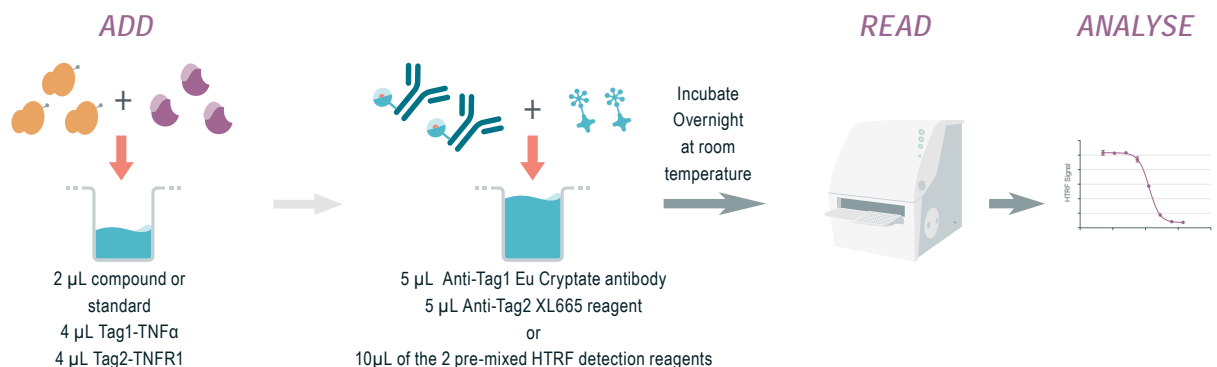 ADD
READ
ANALYSE
+
+
Incubate
Overnight
at room
temperature
HTRF Signal
2 µL compound or
standard
4 µL Tag1-TNFα
4 µL Tag2-TNFR1
5 µL Anti-Tag1 Eu Cryptate antibody
5 µL Anti-Tag2 XL665 reagent
or
10µL of the 2 pre-mixed HTRF detection reagents